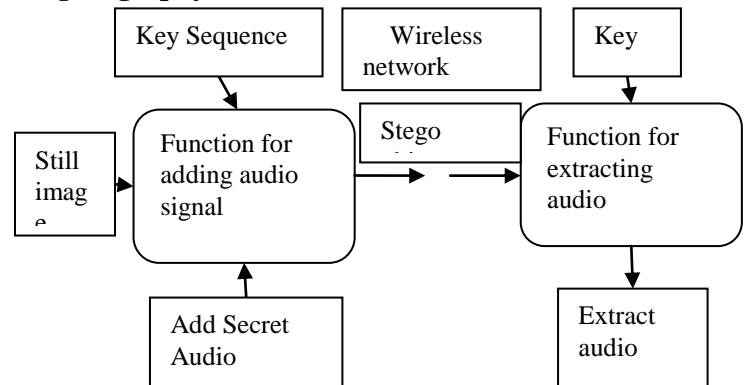 Key Sequence
Wireless
network
Key
Still
imag
e
Function for
adding audio
signal
Stego
Function for
extracting
audio
Add Secret
Audio
Extract
audio